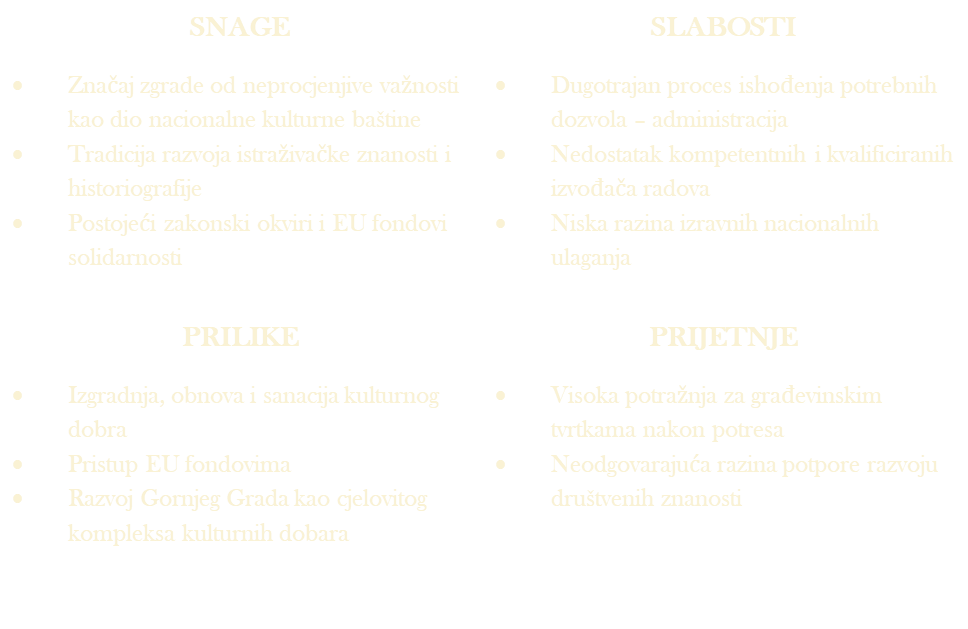 SNAGE
• Značaj zgrade od neprocjenjive važnosti
kao dio nacionalne kulturne baštine
• Tradicija razvoja istraživačke znanosti i
historiografije
• Postojeći zakonski okviri i EU fondovi
solidarnosti
SLABOSTI
• Dugotrajan proces ishođenja potrebnih
dozvola – administracija
• Nedostatak kompetentnih i kvalificiranih
izvođača radova
• Niska razina izravnih nacionalnih
ulaganja
PRILIKE
• Izgradnja, obnova i sanacija kulturnog
dobra
• Pristup EU fondovima
• Razvoj Gornjeg Grada kao cjelovitog
kompleksa kulturnih dobara
PRIJETNJE
• Visoka potražnja za građevinskim
tvrtkama nakon potresa
• Neodgovarajuća razina potpore razvoju
društvenih znanosti